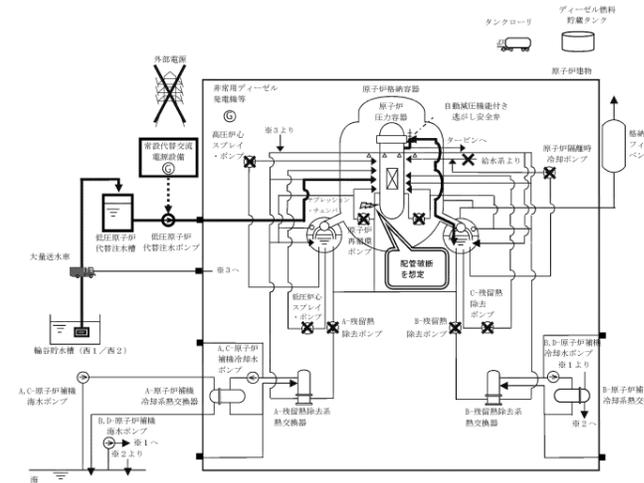 ディーゼル燃料
貯蔵タンク
タンクローリ
外部電源
原子炉建物
非常用ディーゼル
発電機等
G
原子炉格納容器
原子炉
圧力容器
自動減圧機能付き
逃がし安全弁
タービンへ
給水系より
原子炉隔離時
冷却ポンプ
格納
フィ
ベン
高圧炉心
スプレイ
・ポンプ
※3より
常設代替交流
電源設備
G
サプレッション
・チェンバ
低圧原子炉
代替注水槽
低圧原子炉
代替注水ポンプ
原子炉
再循環
ポンプ
配管破断
を想定
大量送水車
※3へ
輪谷貯水槽(西1/西2)
低圧炉心
スプレイ
・ポンプ
A-残留熱
除去ポンプ
B-残留熱
除去ポンプ
C-残留熱
除去
ポンプ
A,C-原子炉
補機冷却水
ポンプ
B,D-原子炉補機
冷却水ポンプ
※1より
A,C-原子炉補機
海水ポンプ
A-原子炉補機
冷却系熱交換器
A-残留熱除去系
熱交換器
B-残留熱除去系
熱交換器
B-原子炉補
冷却系熱交
B,D-原子炉補機
海水ポンプ
※1へ
※2より
※2へ
海